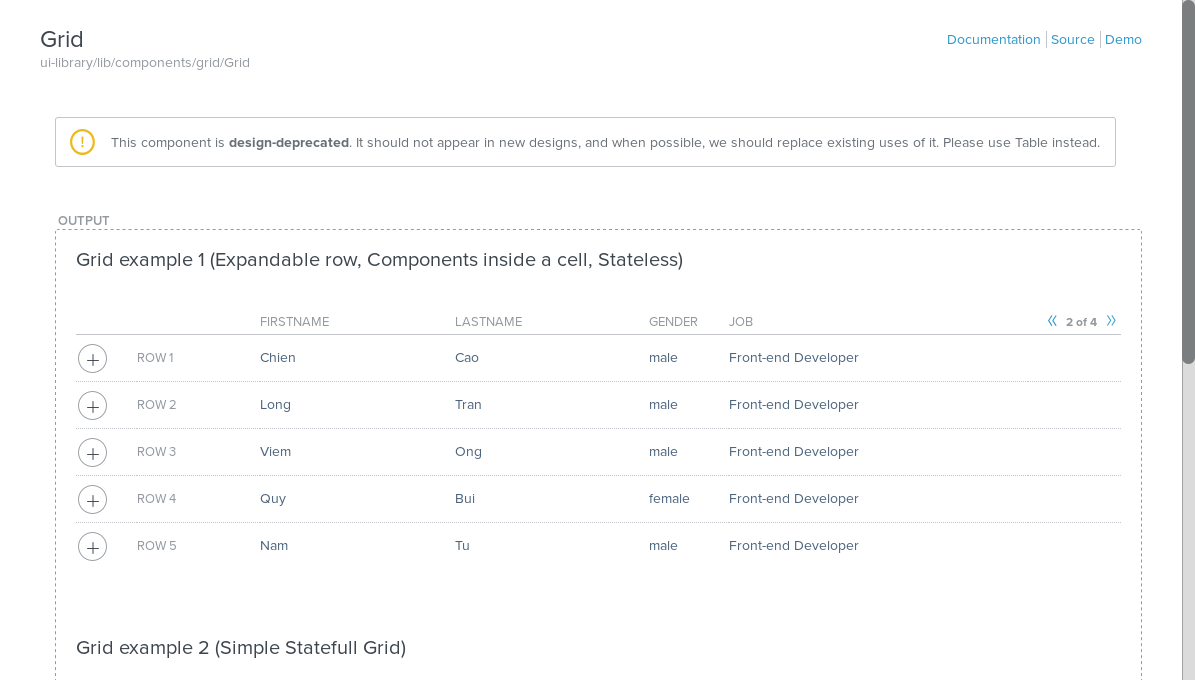 Grid
Documentation Source Demo
ui-library/lib/components/grid/Grid
This component is design-deprecated. It should not appear in new designs, and when possible, we should replace existing uses of it. Please use Table instead.
OUTPUT
Grid example 1 (Expandable row, Components inside a cell, Stateless)
FIRSTNAME LASTNAME GENDER JOB 2 of 4
ROW 1 Chien Cao male Front-end Developer
ROW 2 Long Tran male Front-end Developer
ROW 3 Viem Ong male Front-end Developer
ROW 4 Quy Bui female Front-end Developer
ROW 5 Nam Tu male Front-end Developer
Grid example 2 (Simple Statefull Grid)